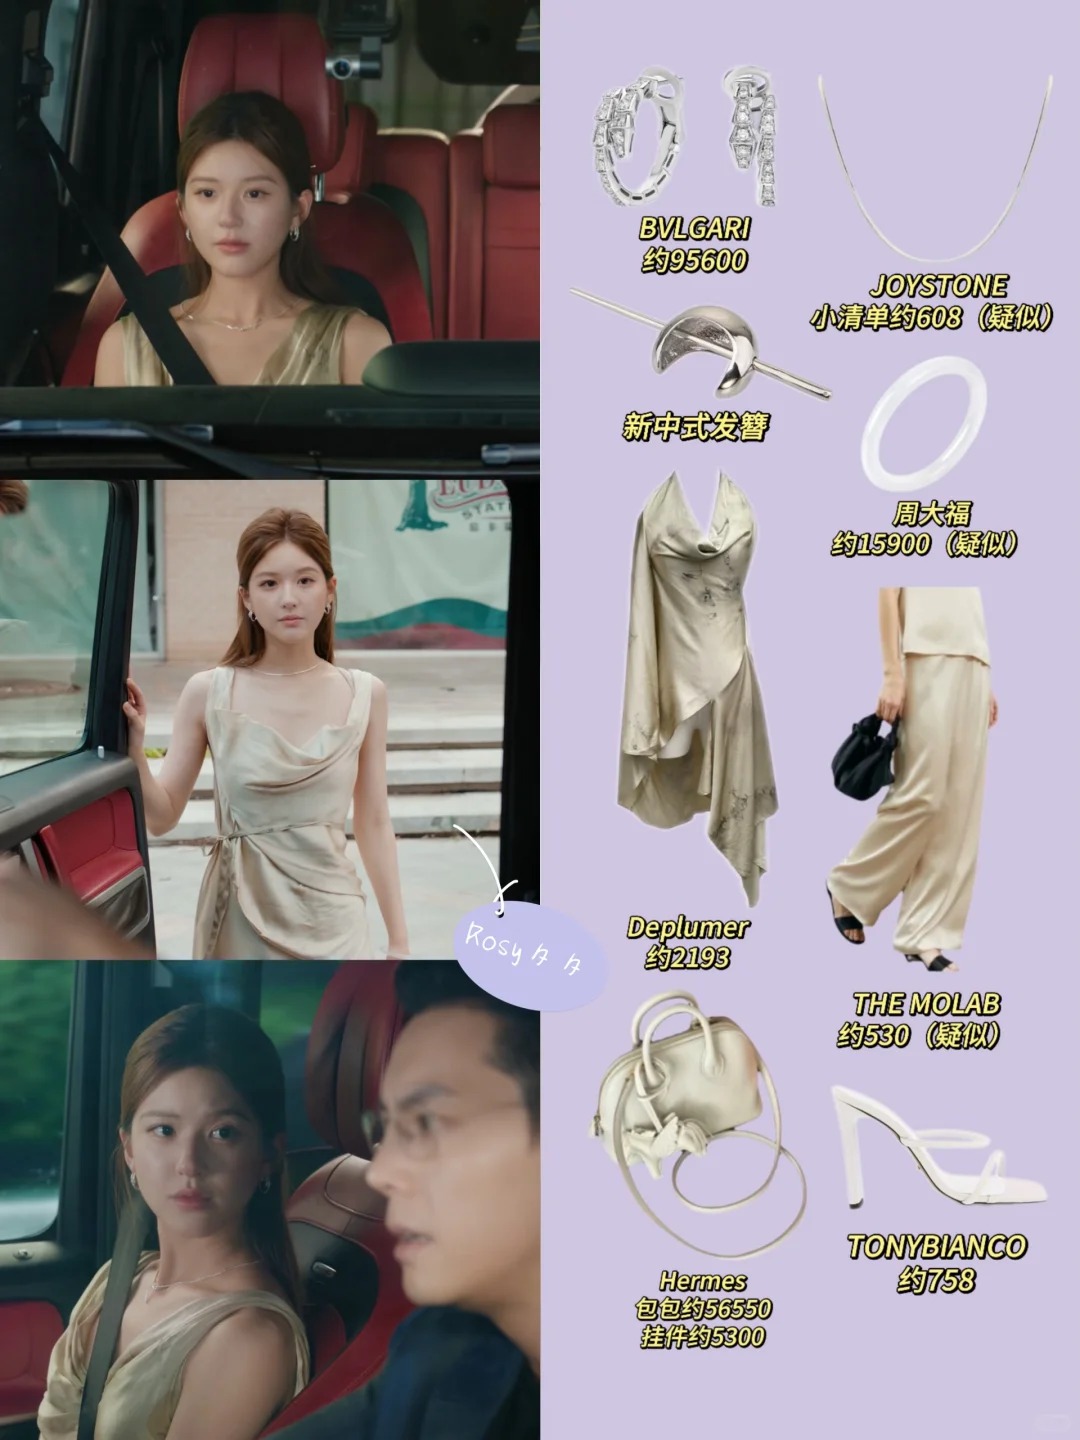 STATI
Rosy月月
BVLGARI
约95600
JOYSTONE
小清单约608（疑似）
新中式发簪
周大福
约15900（疑似）
Deplumer
约2193
THE MOLAB
约530（疑似）
Hermes
包包约56550
挂件约5300
TONYBIANCO
约758